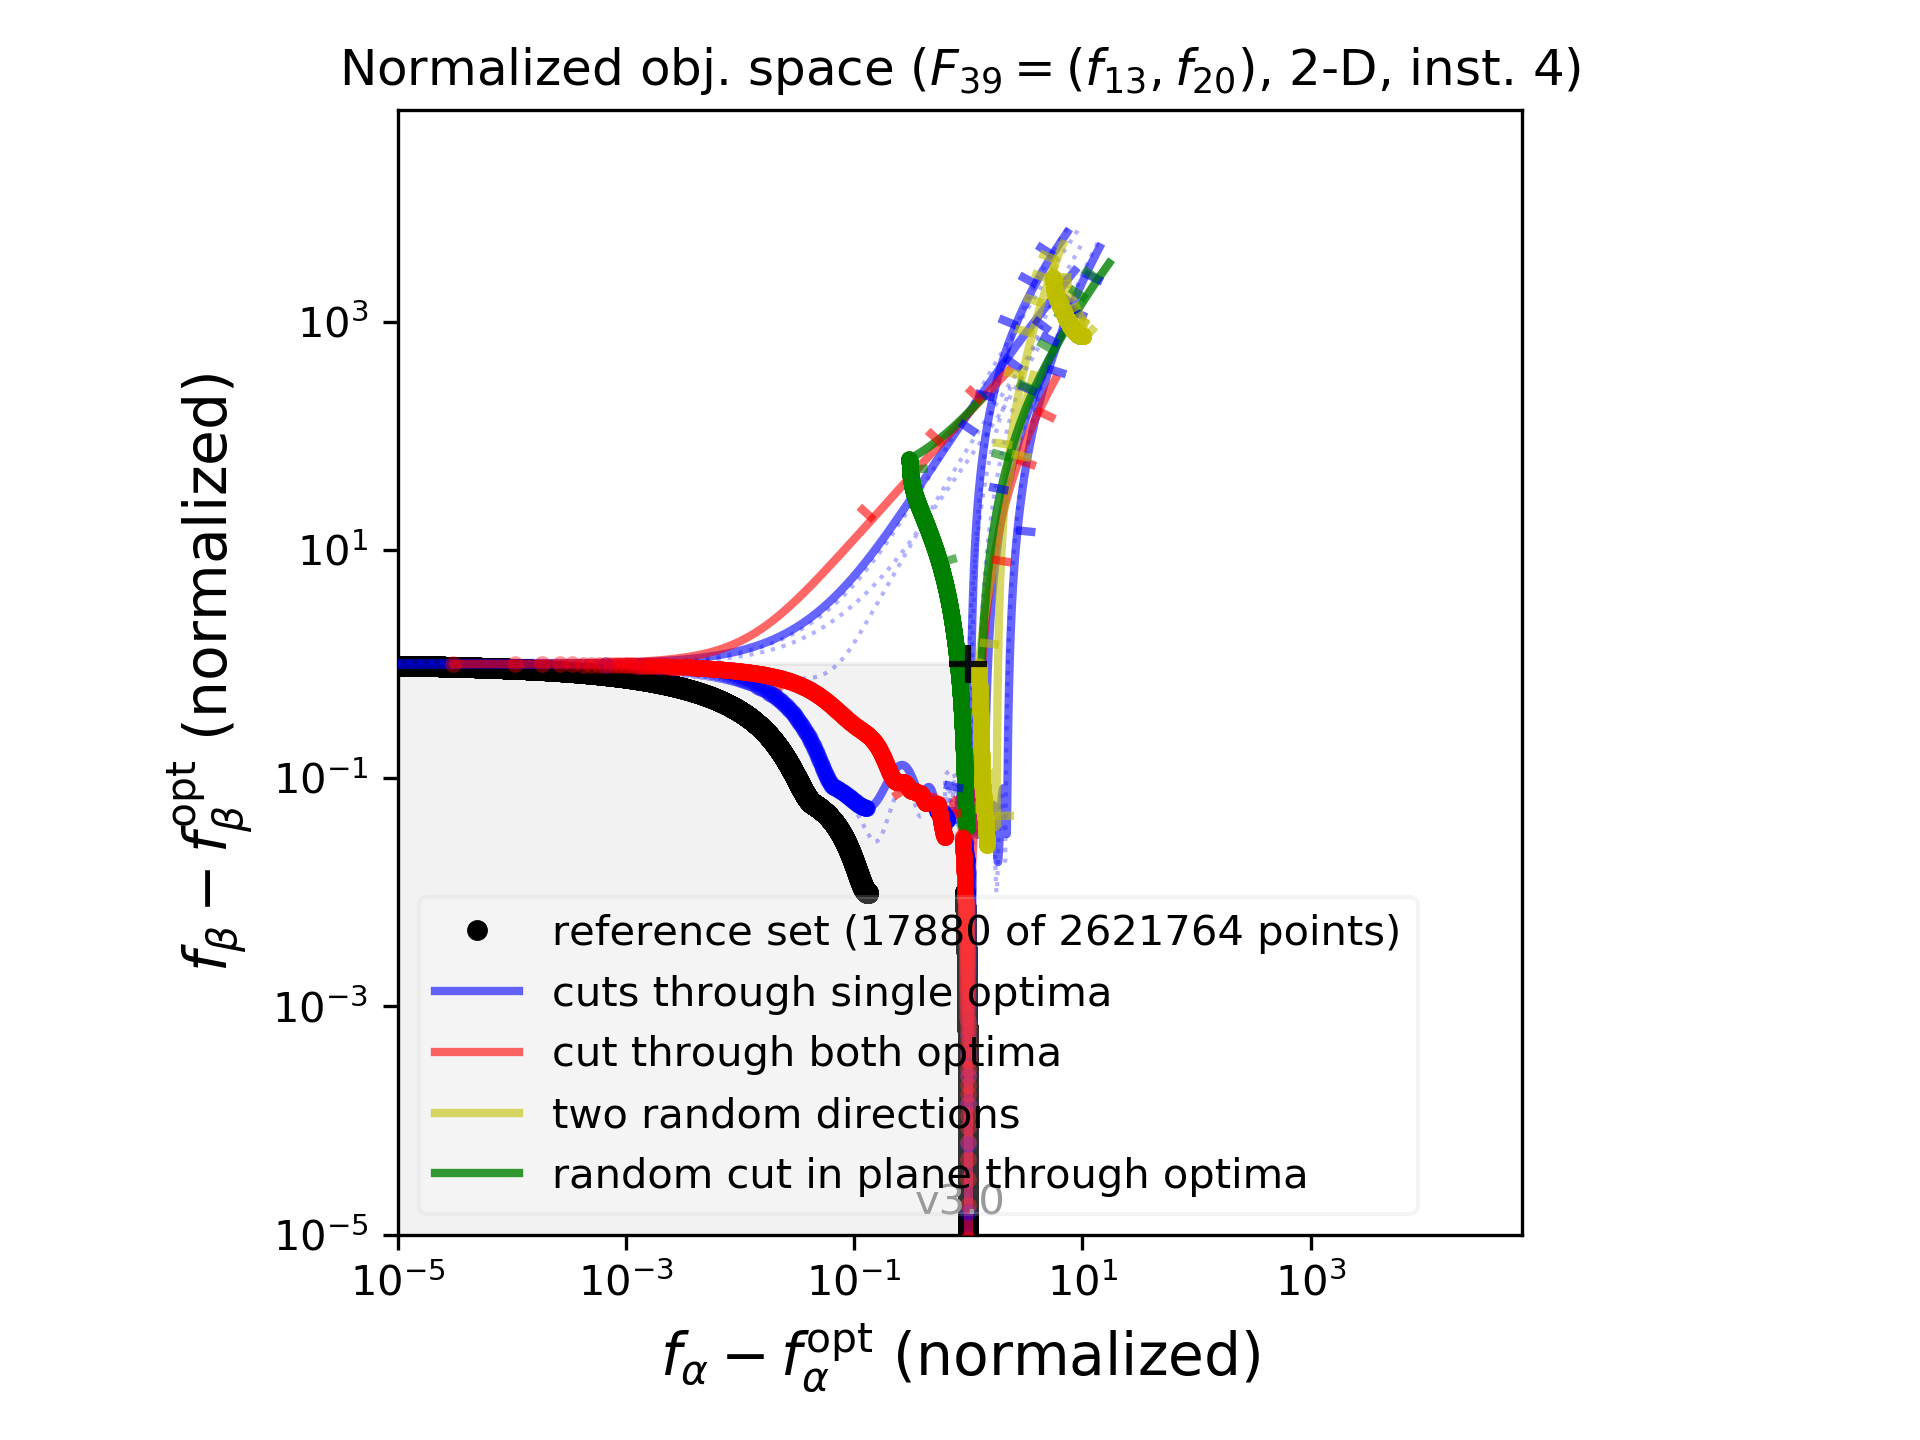 Normalized obj. space (F₃₉ = (f₁₃, f₂₀), 2-D, inst. 4)
f_β − f_β^opt (normalized)
10³
10¹
10⁻¹
10⁻³
10⁻⁵
reference set (17880 of 2621764 points)
cuts through single optima
cut through both optima
two random directions
random cut in plane through optima
v3.0
10⁻⁵ 10⁻³ 10⁻¹ 10¹ 10³
f_α − f_α^opt (normalized)